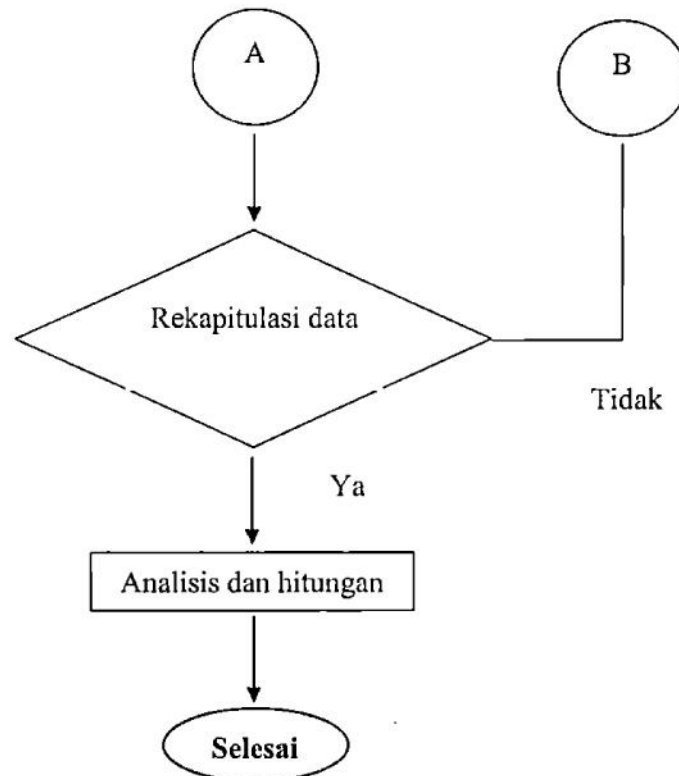 A
B
Rekapitulasi data
Tidak
Ya
Analisis dan hitungan
Selesai